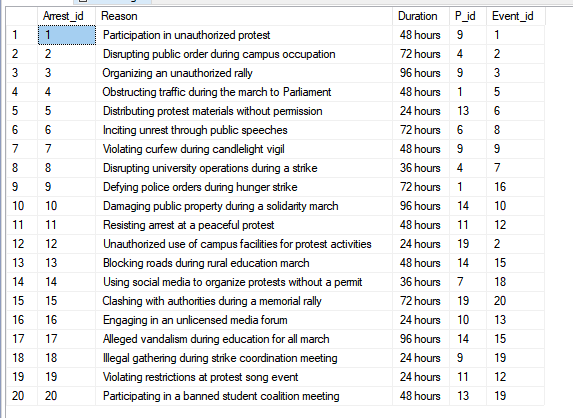 Arrest_id Reason Duration P_id Event_id
1 1 Participation in unauthorized protest 48 hours 9 1
2 2 Disrupting public order during campus occupation 72 hours 4 2
3 3 Organizing an unauthorized rally 96 hours 9 3
4 4 Obstructing traffic during the march to Parliament 48 hours 1 5
5 5 Distributing protest materials without permission 24 hours 13 6
6 6 Inciting unrest through public speeches 72 hours 6 8
7 7 Violating curfew during candlelight vigil 48 hours 9 9
8 8 Disrupting university operations during a strike 36 hours 4 7
9 9 Defying police orders during hunger strike 72 hours 1 16
10 10 Damaging public property during a solidarity march 96 hours 14 10
11 11 Resisting arrest at a peaceful protest 48 hours 11 12
12 12 Unauthorized use of campus facilities for protest activities 24 hours 19 2
13 13 Blocking roads during rural education march 48 hours 14 15
14 14 Using social media to organize protests without a permit 36 hours 7 18
15 15 Clashing with authorities during a memorial rally 72 hours 19 20
16 16 Engaging in an unlicensed media forum 24 hours 10 13
17 17 Alleged vandalism during education for all march 96 hours 14 15
18 18 Illegal gathering during strike coordination meeting 24 hours 9 19
19 19 Violating restrictions at protest song event 24 hours 11 12
20 20 Participating in a banned student coalition meeting 48 hours 13 19